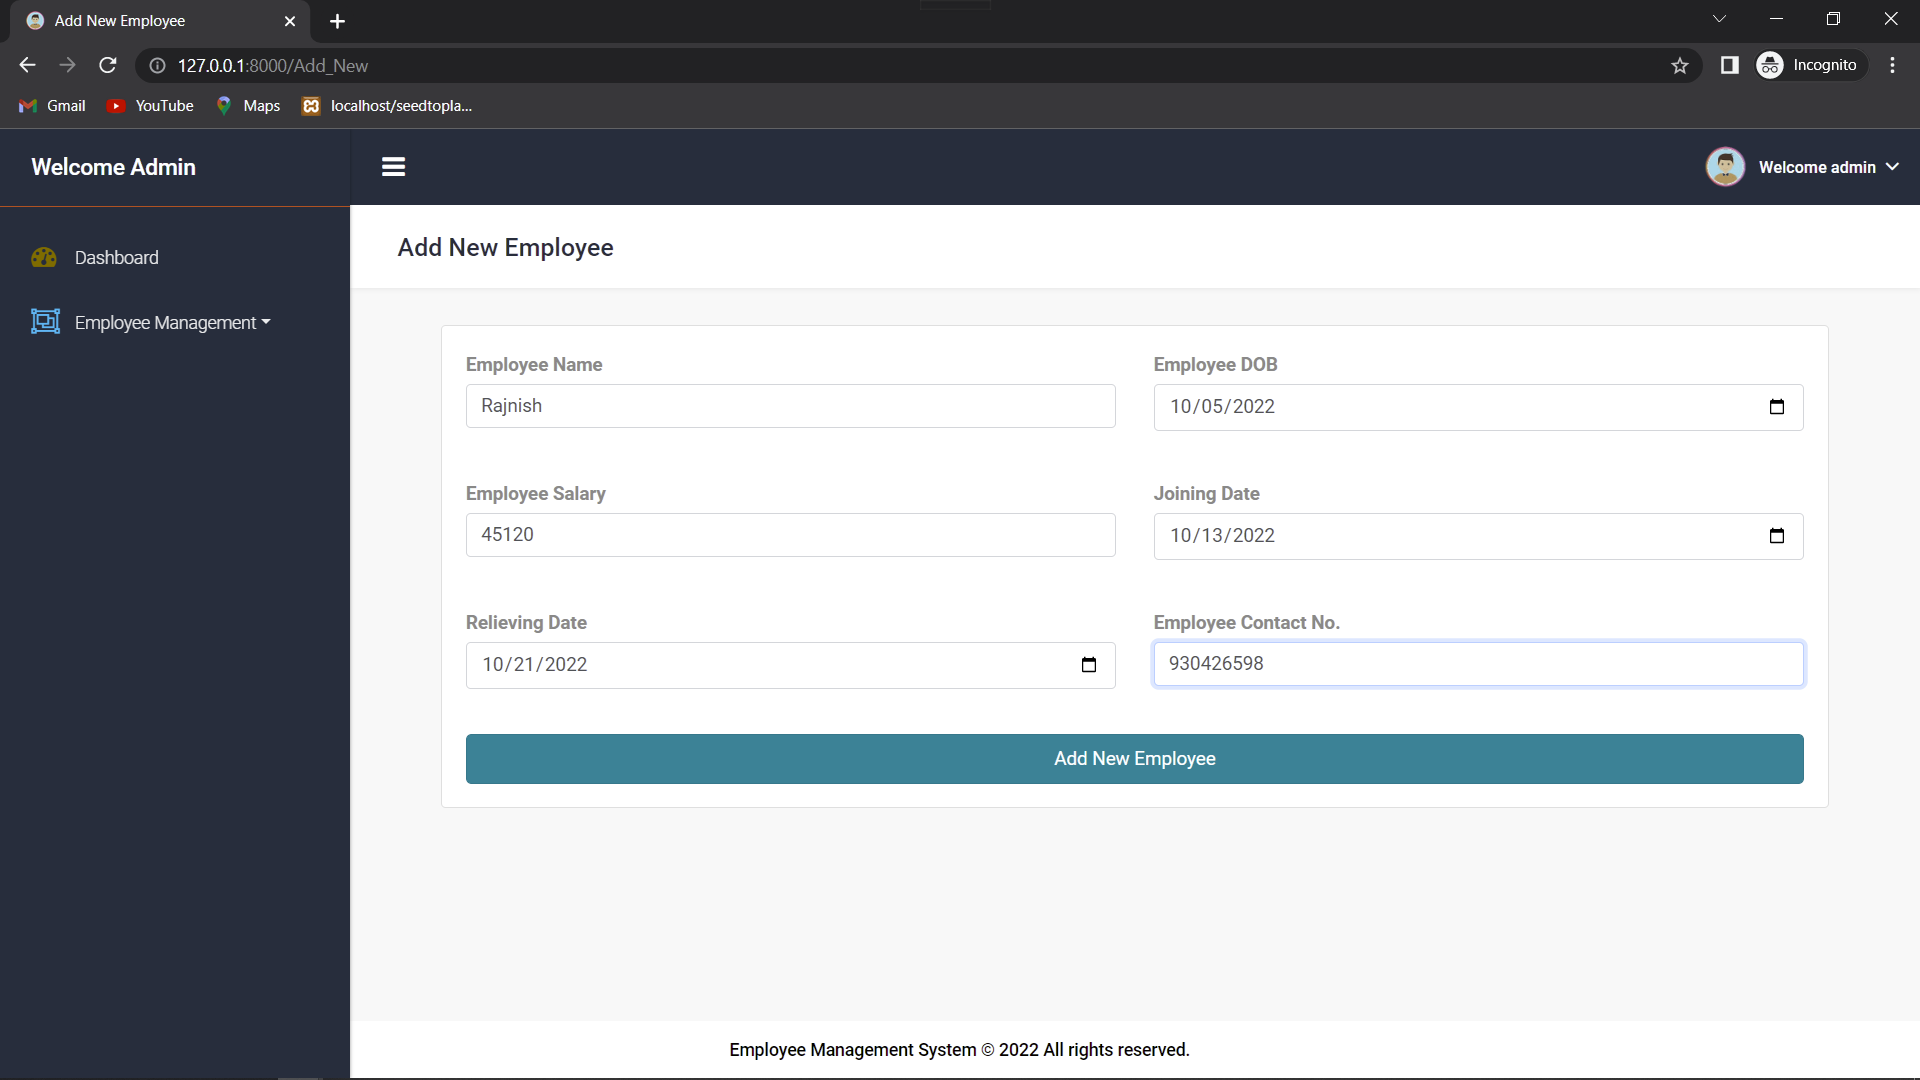 Add New Employee
127.0.0.1:8000/Add_New
Incognito
Gmail YouTube Maps localhost/seedtopla...
Welcome Admin
Welcome admin
Dashboard
Employee Management
Add New Employee
Employee Name
Rajnish
Employee DOB
10/05/2022
Employee Salary
45120
Joining Date
10/13/2022
Relieving Date
10/21/2022
Employee Contact No.
930426598
Add New Employee
Employee Management System © 2022 All rights reserved.